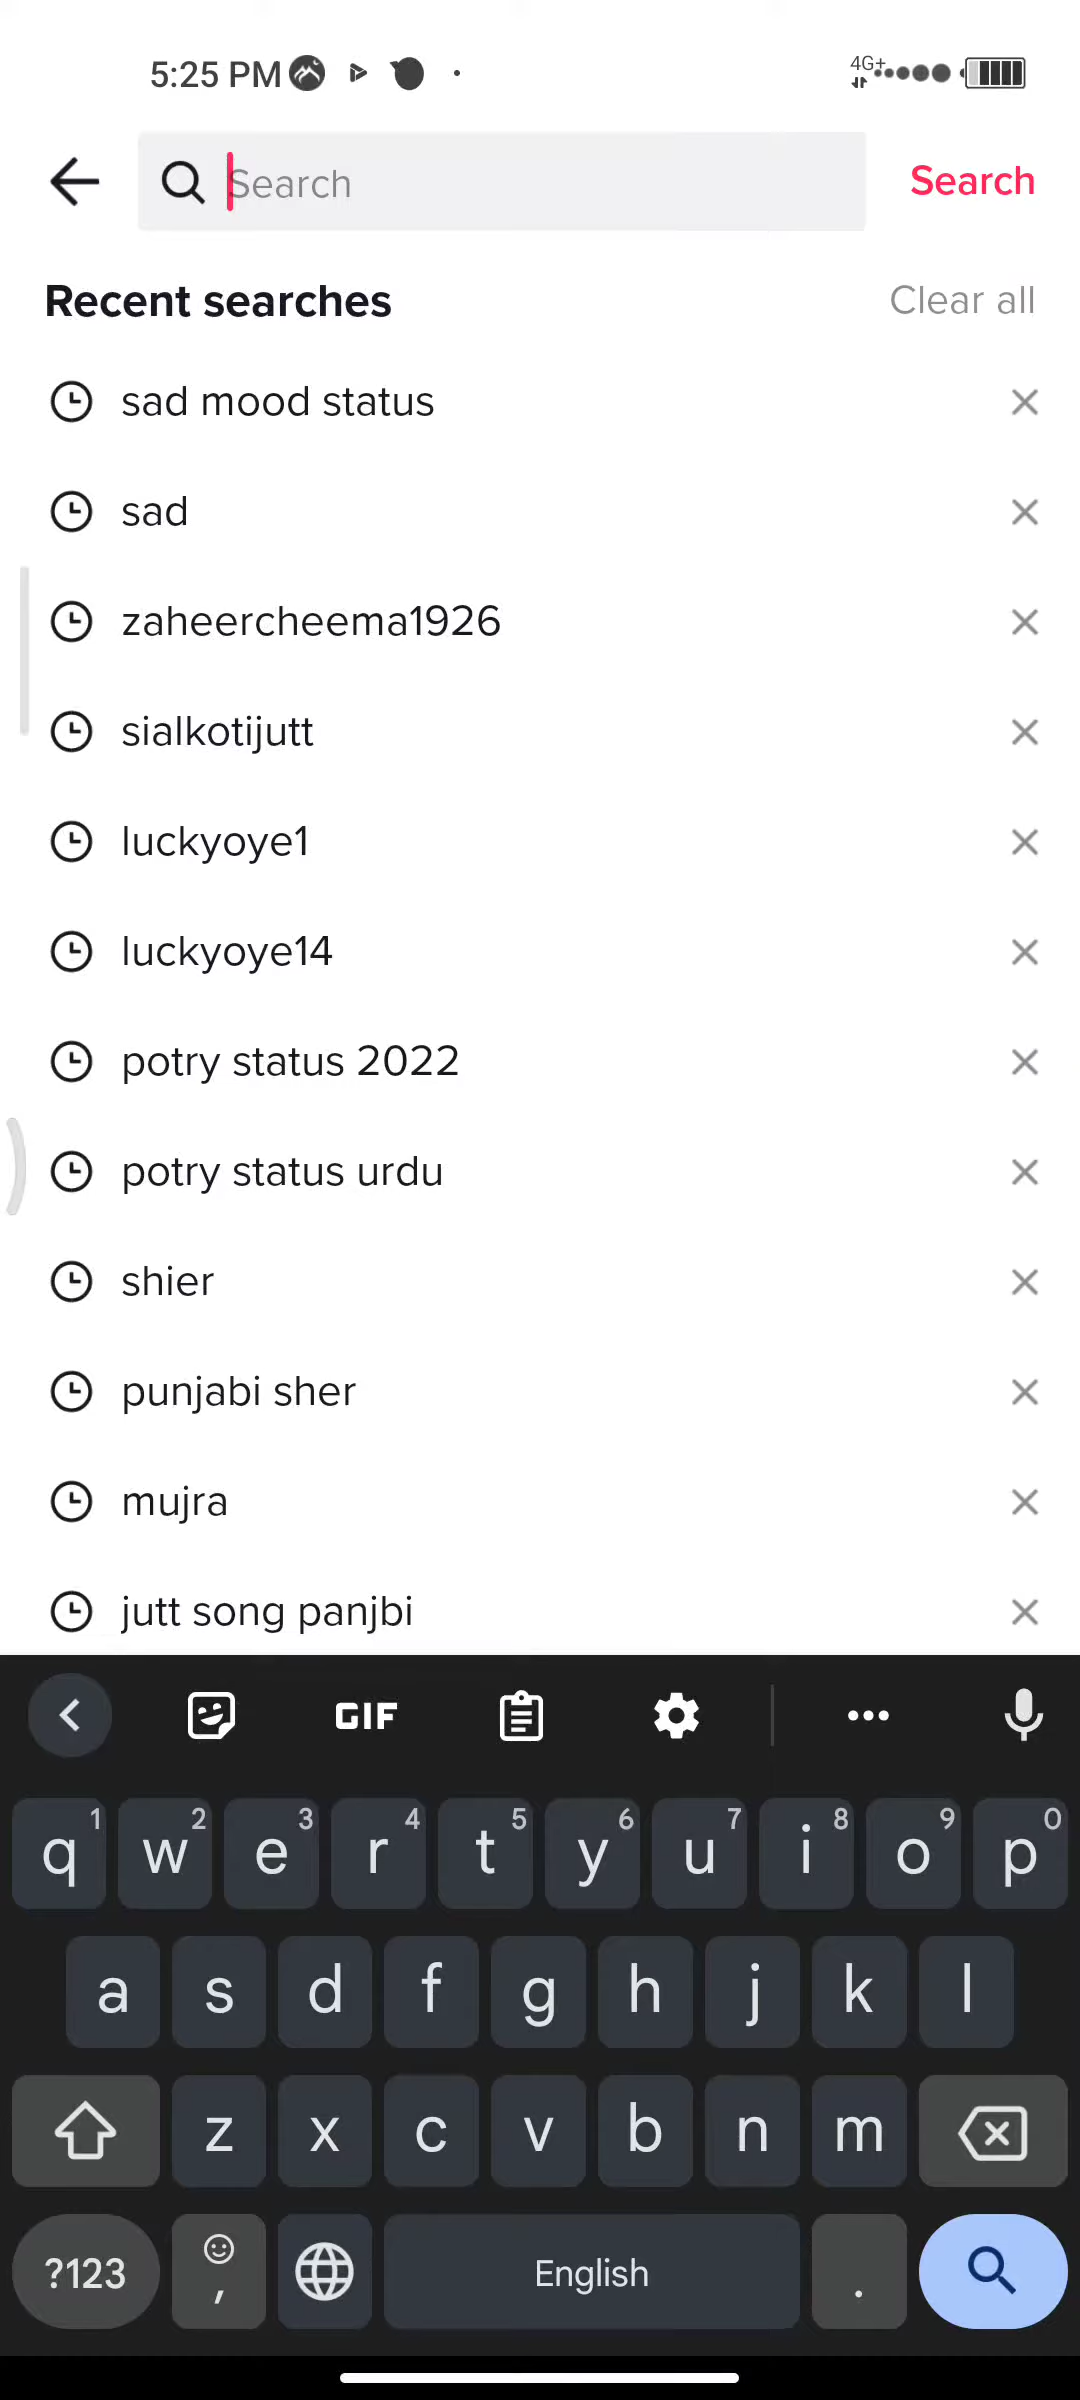 5:25 PM
4G+
Search
Search
Recent searches
Clear all
sad mood status
sad
zaheercheema1926
sialkotijutt
luckyoye1
luckyoye14
potry status 2022
potry status urdu
shier
punjabi sher
mujra
jutt song panjbi
GIF
q1 w2 e3 r4 t5 y6 u7 i8 o9 p0
a s d f g h j k l
z x c v b n m
?123 , English .